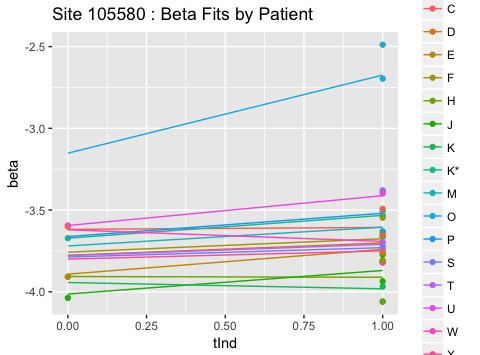 Site 105580 : Beta Fits by Patient
-2.5
-3.0
-3.5
-4.0
beta
0.00
0.25
0.50
0.75
1.00
tInd
C
D
E
F
H
J
K
K*
M
O
P
S
T
U
W